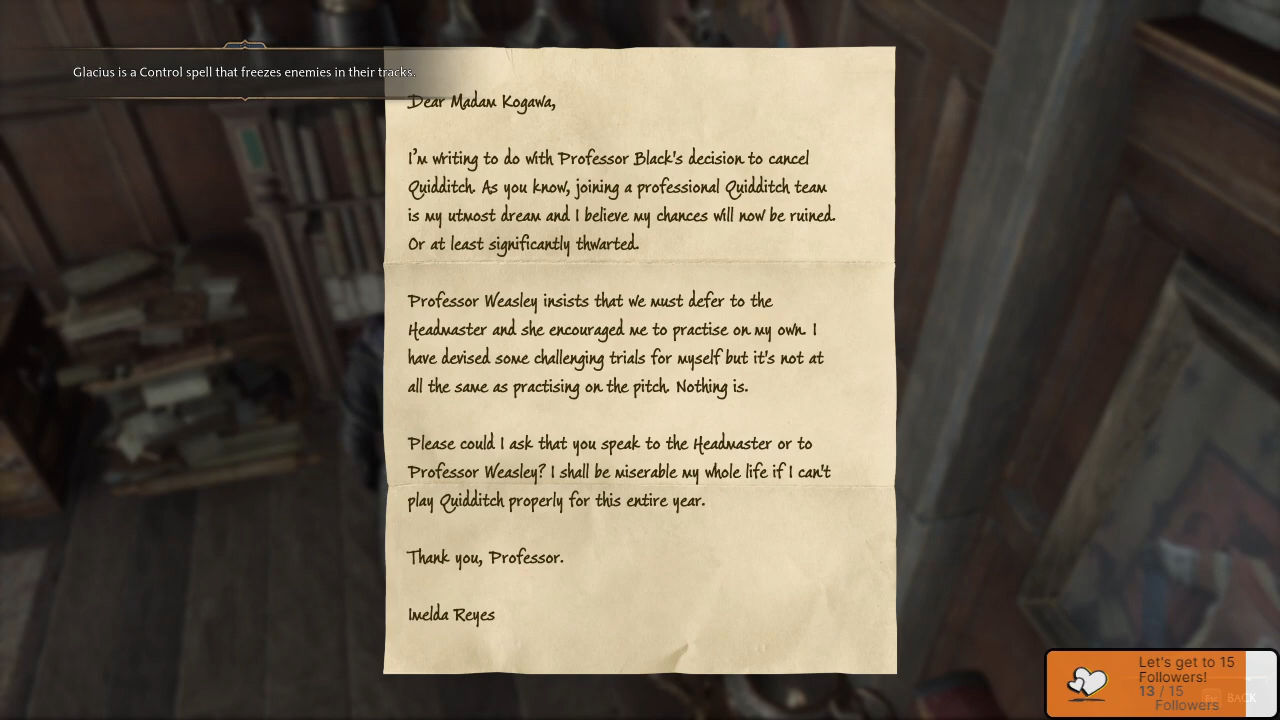 Glacius is a Control spell that freezes enemies in their tracks.
Dear Madam Kogawa,
I'm writing to do with Professor Black's decision to cancel
Quidditch. As you know, joining a professional Quidditch team
is my utmost dream and I believe my chances will now be ruined.
Or at least significantly thwarted.
Professor Weasley insists that we must defer to the
Headmaster and she encouraged me to practise on my own. I
have devised some challenging trials for myself but it's not at
all the same as practising on the pitch. Nothing is.
Please could I ask that you speak to the Headmaster or to
Professor Weasley? I shall be miserable my whole life if I can't
play Quidditch properly for this entire year.
Thank you, Professor.
Imelda Reyes
Let's get to 15
Followers!
13 / 15
Followers
Esc BACK